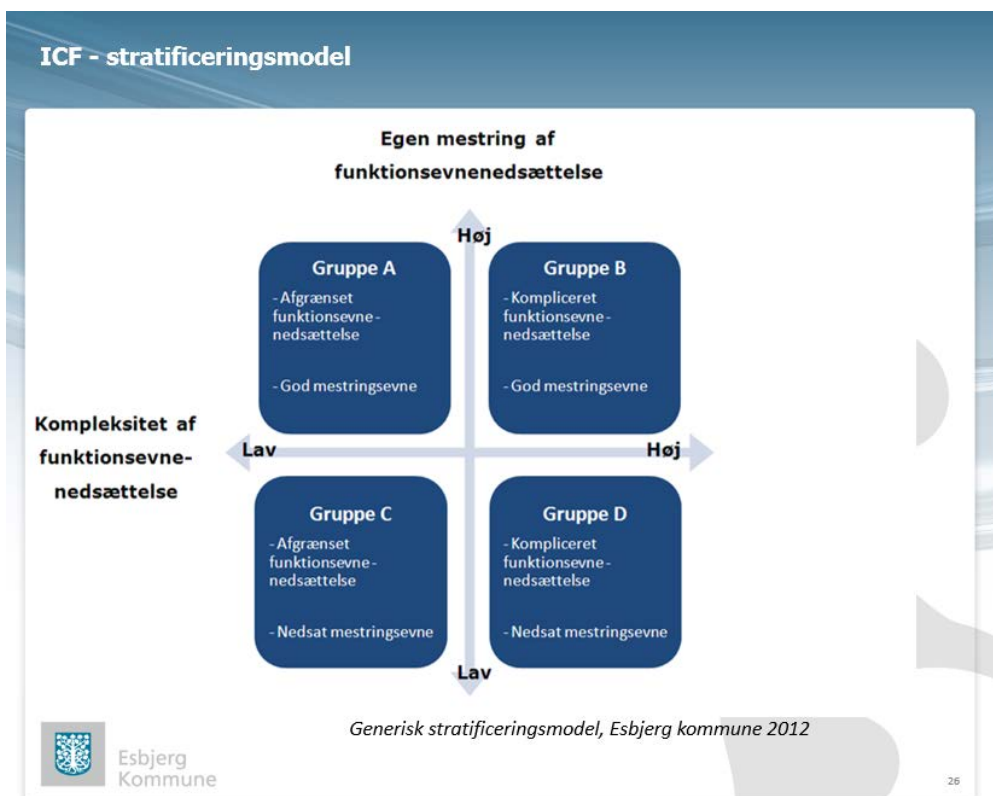 ICF - stratificeringsmodel
Egen mestring af
funktionsevnenedsættelse
Høj
Gruppe A
- Afgrænset
funktionsevne-
nedsættelse
- God mestringsevne
Gruppe B
- Kompliceret
funktionsevne-
nedsættelse
- God mestringsevne
Kompleksitet af
funktionsevne-
nedsættelse
Lav
Høj
Gruppe C
- Afgrænset
funktionsevne-
nedsættelse
- Nedsat mestringsevne
Gruppe D
- Kompliceret
funktionsevne-
nedsættelse
- Nedsat mestringsevne
Lav
Generisk stratificeringsmodel, Esbjerg kommune 2012
Esbjerg
Kommune
26